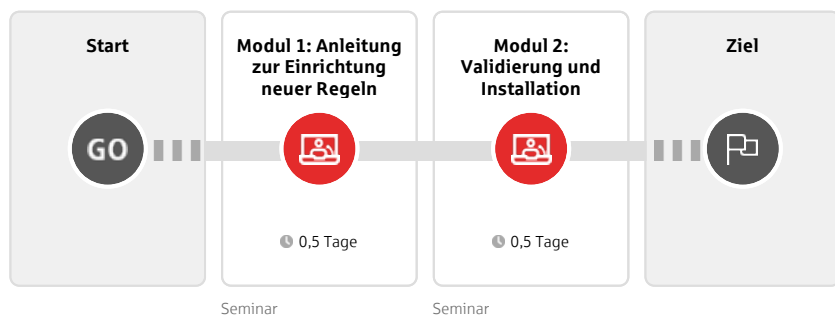 Start
Modul 1: Anleitung
zur Einrichtung
neuer Regeln
Modul 2:
Validierung und
Installation
Ziel
GO
0,5 Tage
0,5 Tage
Seminar
Seminar